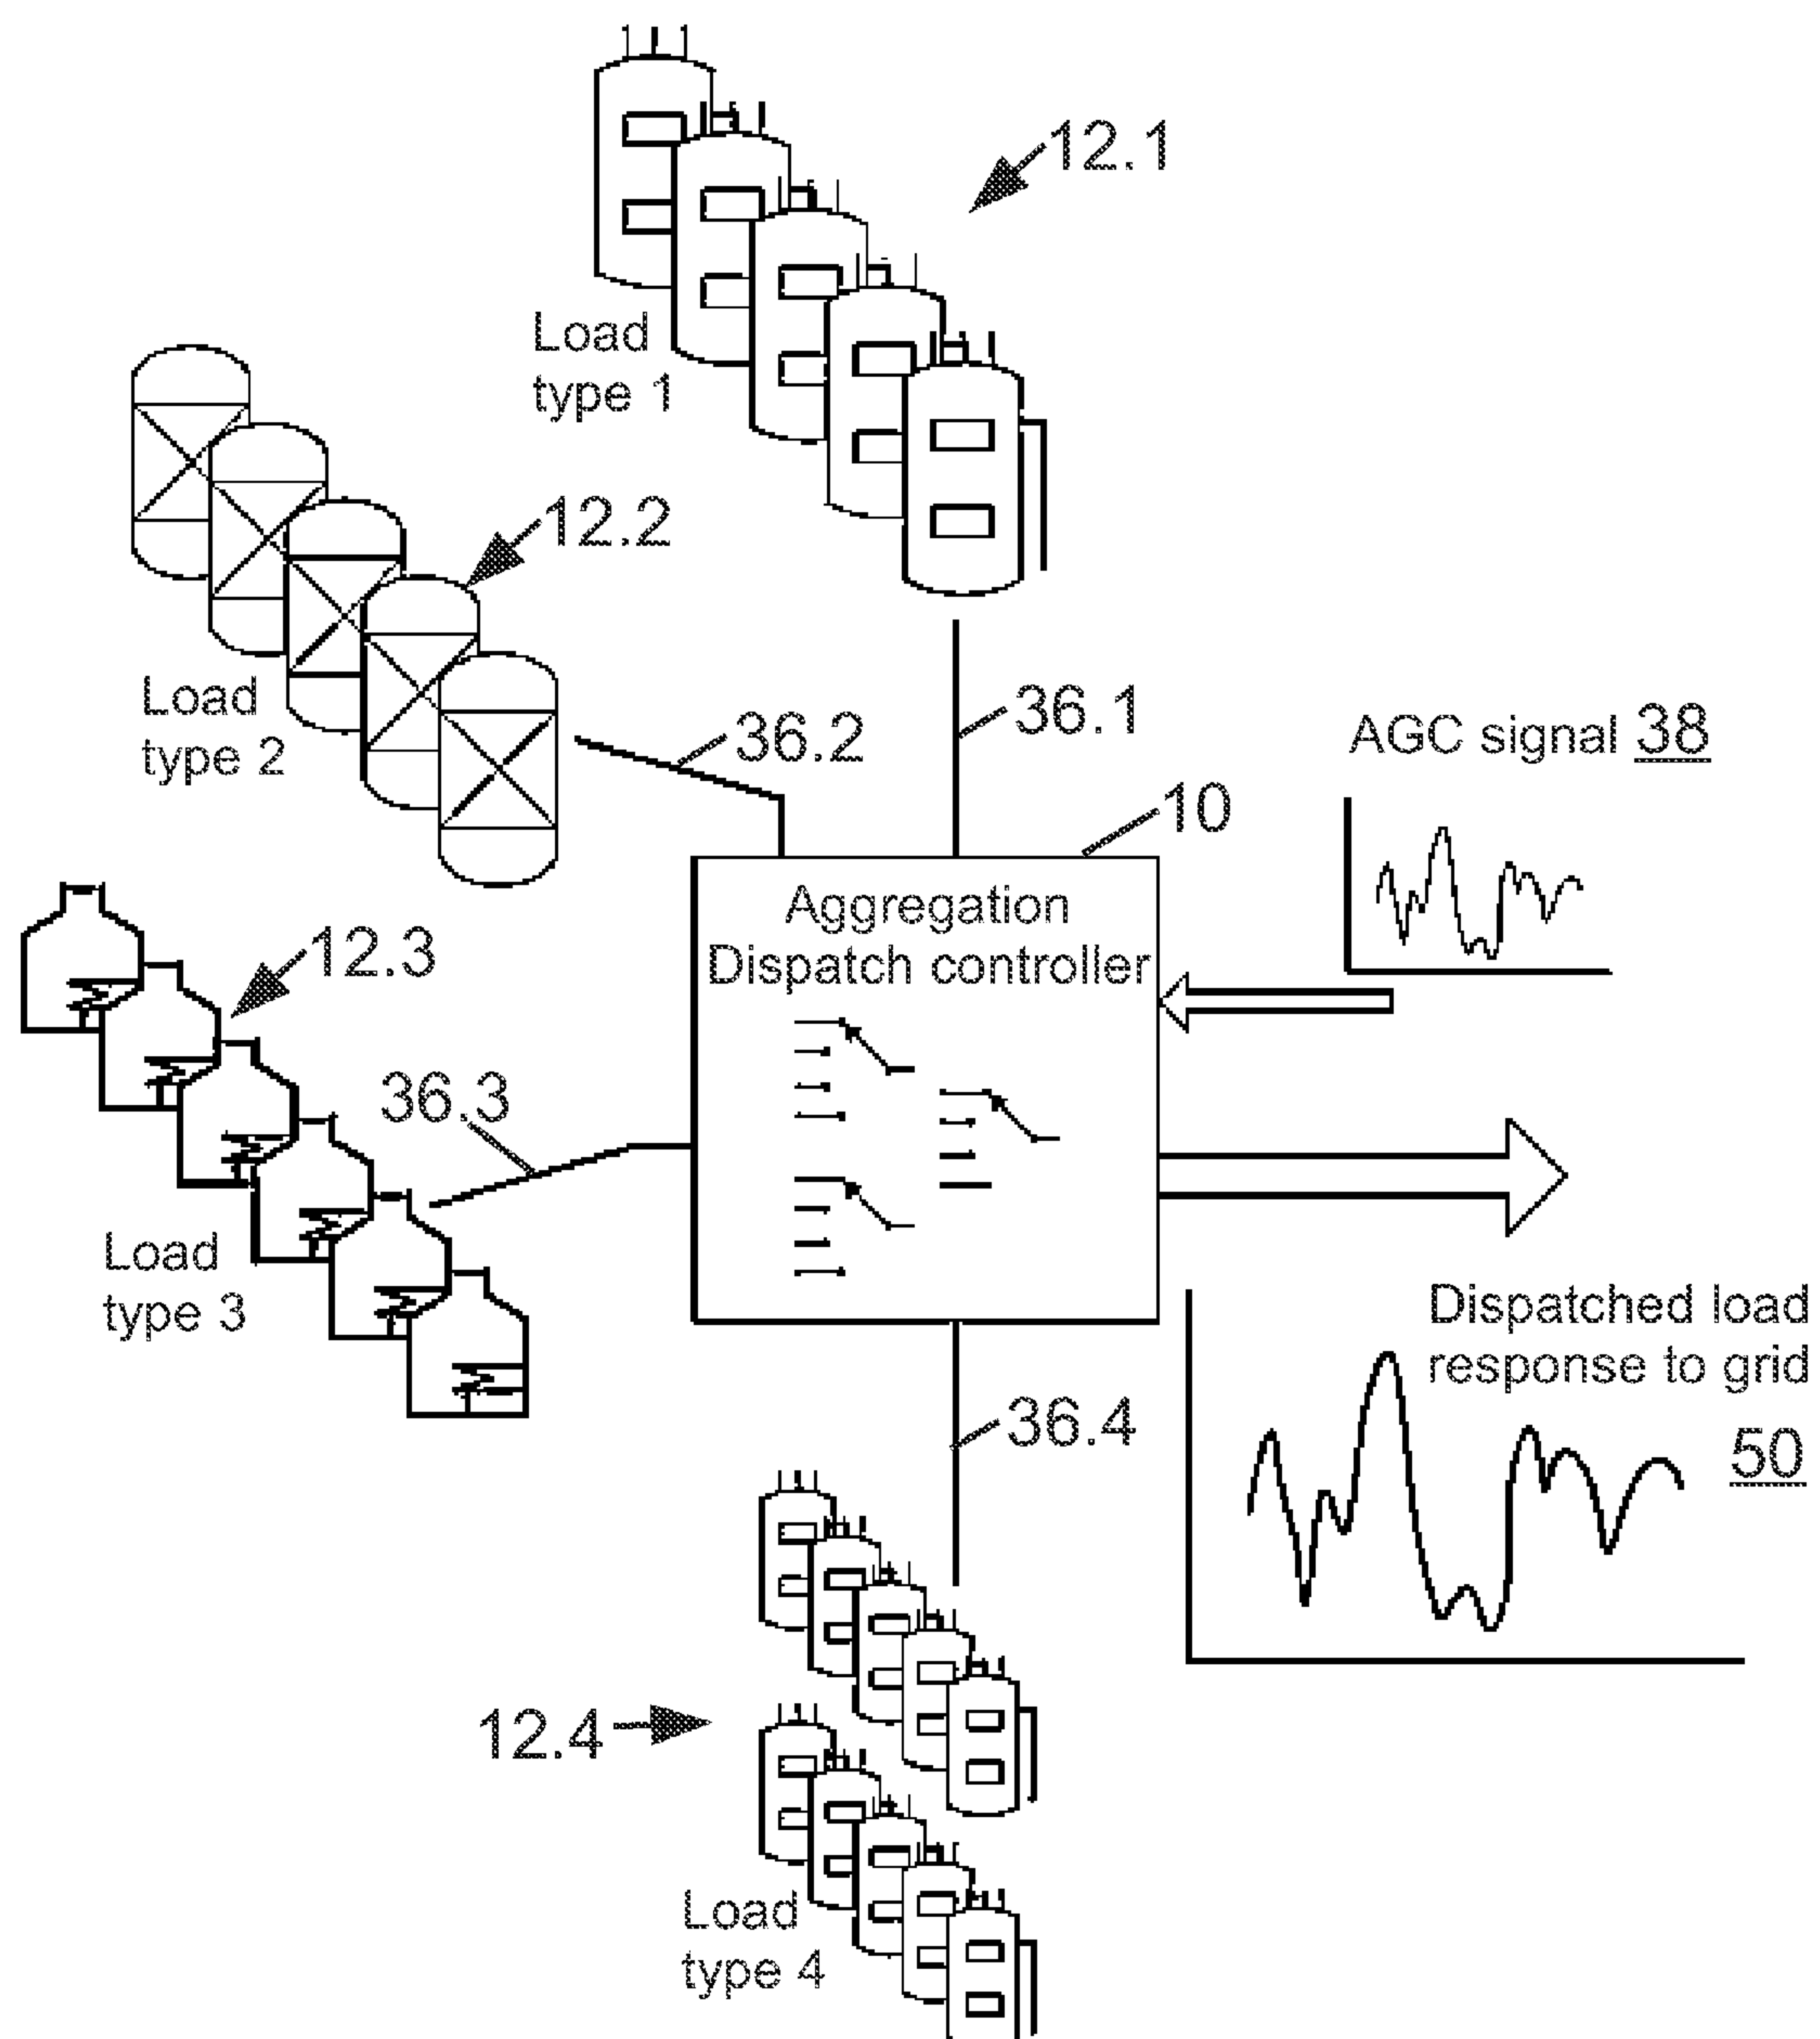 12.1
Load
type 1
12.2
Load
type 2
36.2
36.1
AGC signal 38
10
Aggregation
Dispatch controller
12.3
36.3
Load
type 3
Dispatched load
response to grid
50
36.4
12.4
Load
type 4